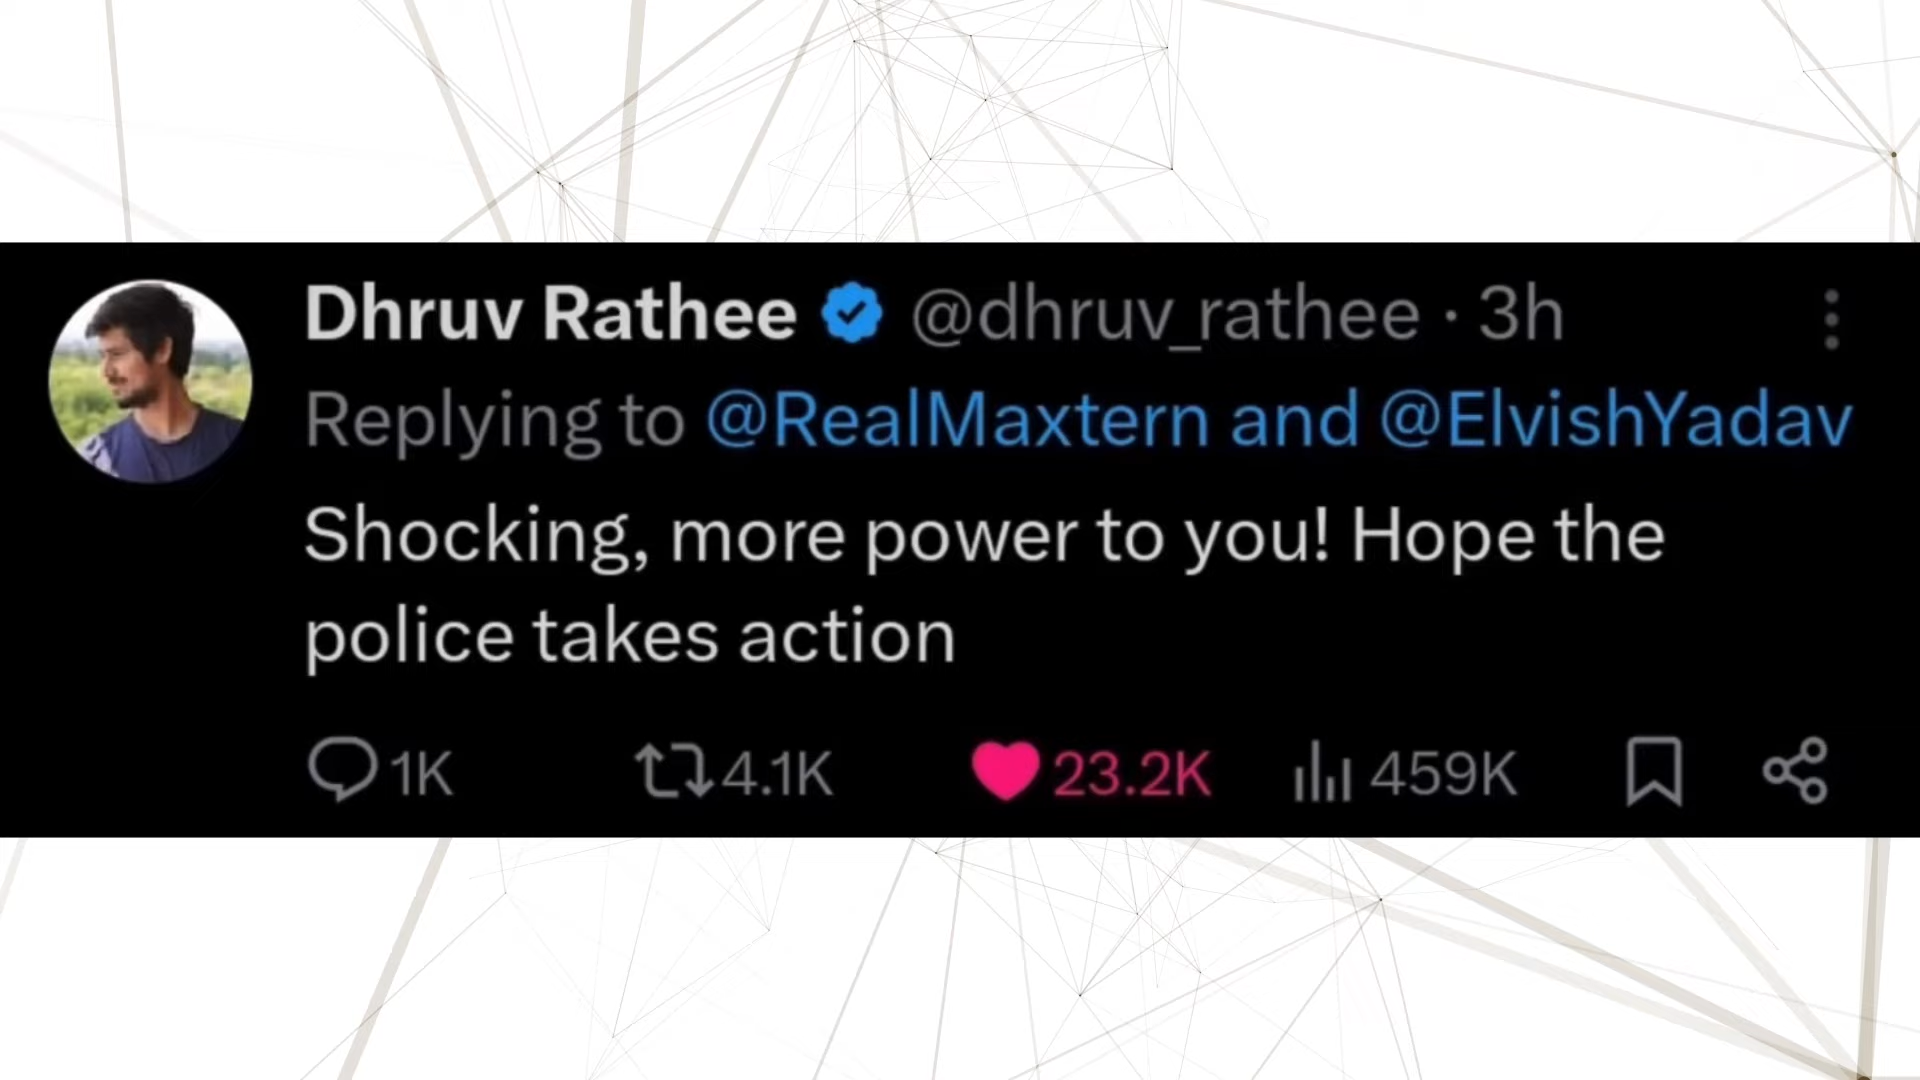 Dhruv Rathee @dhruv_rathee · 3h
Replying to @RealMaxtern and @ElvishYadav
Shocking, more power to you! Hope the
police takes action
1K 4.1K 23.2K 459K